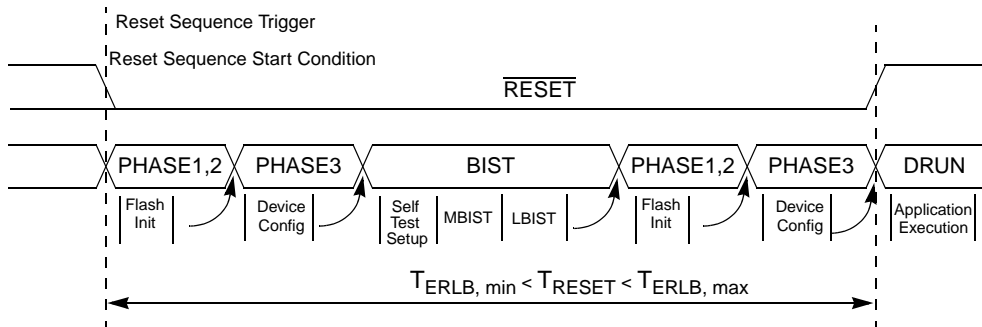 Reset Sequence Trigger
Reset Sequence Start Condition
RESET
PHASE1,2 PHASE3 BIST PHASE1,2 PHASE3 DRUN
Flash Init
Device Config
Self Test Setup
MBIST
LBIST
Flash Init
Device Config
Application Execution
TERLB, min < TRESET < TERLB, max